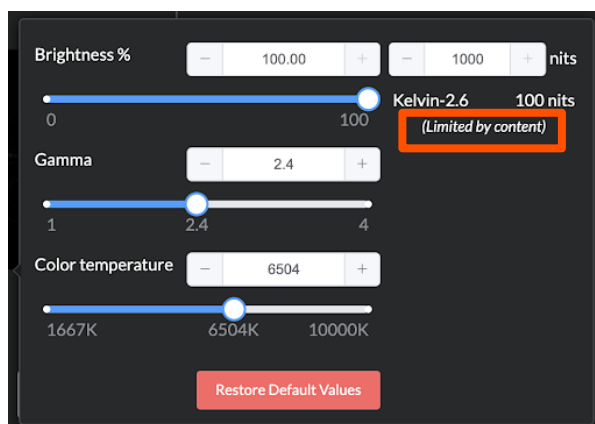 Brightness % − 100.00 + − 1000 + nits
Kelvin-2.6 100 nits
0 100 (Limited by content)
Gamma − 2.4 +
1 2.4 4
Color temperature − 6504 +
1667K 6504K 10000K
Restore Default Values